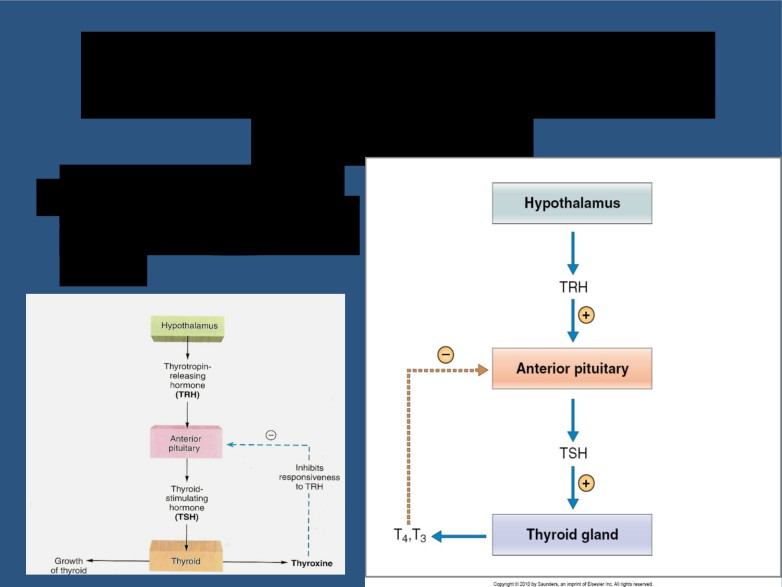 Hypothalamus
Thyrotropin-
releasing
hormone
(TRH)
Anterior
pituitary
−
Inhibits
responsiveness
to TRH
Thyroid-
stimulating
hormone
(TSH)
Growth
of thyroid
Thyroid
Thyroxine
Hypothalamus
TRH
+
−
Anterior pituitary
TSH
+
T₄,T₃
Thyroid gland
Copyright © 2010 by Saunders, an imprint of Elsevier Inc. All rights reserved.